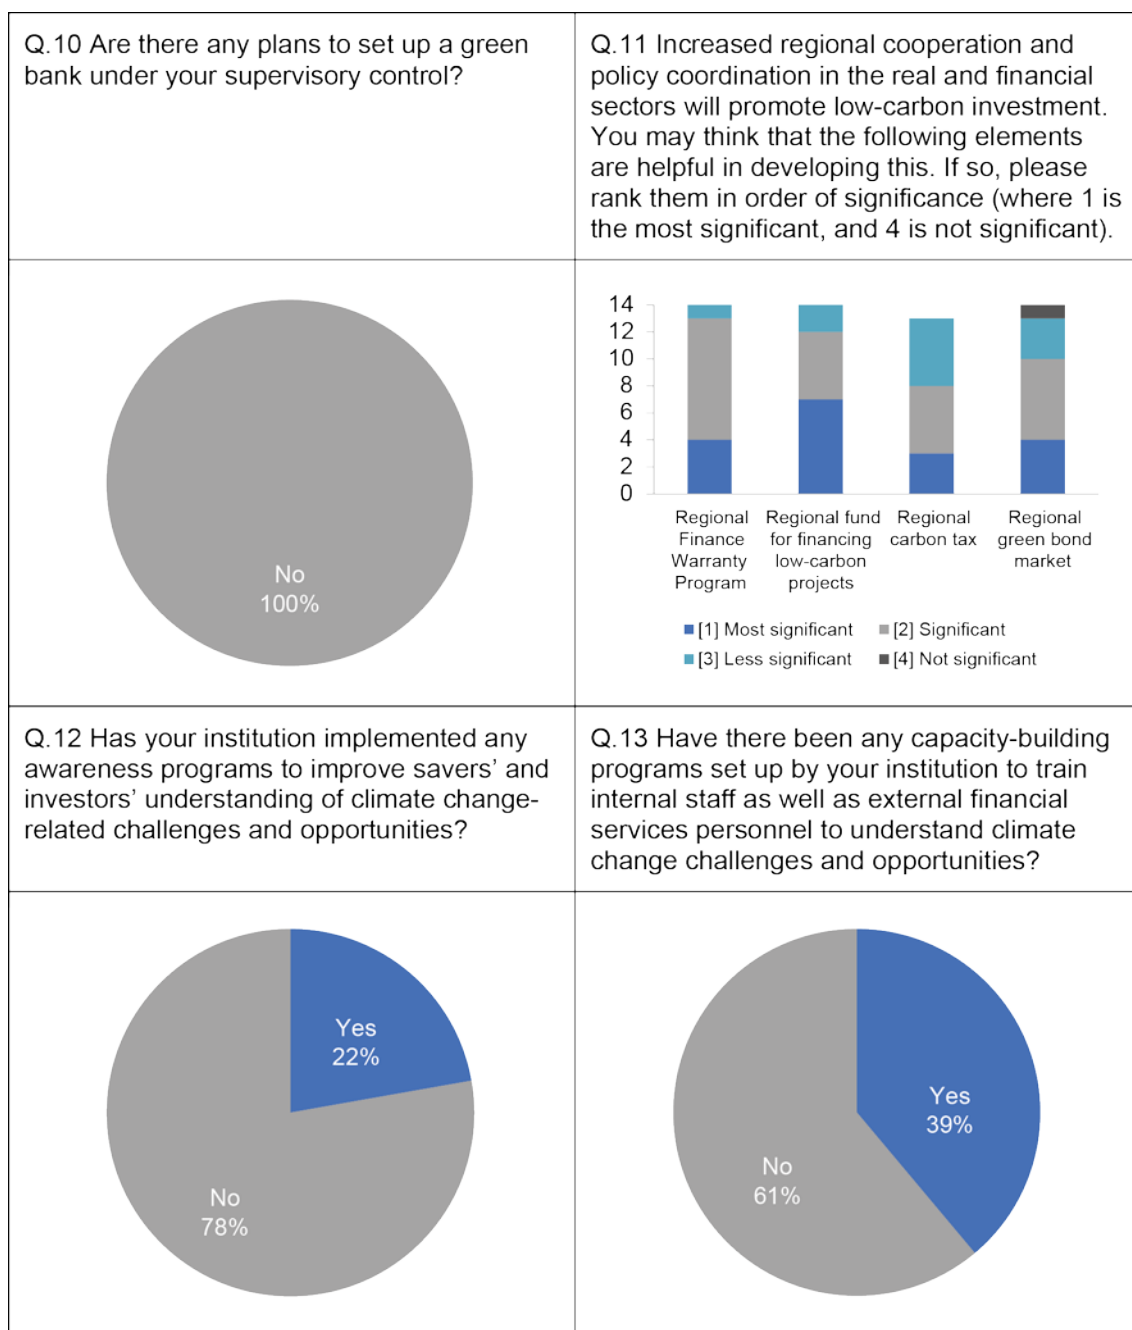 Q.10 Are there any plans to set up a green
bank under your supervisory control?
Q.11 Increased regional cooperation and
policy coordination in the real and financial
sectors will promote low-carbon investment.
You may think that the following elements
are helpful in developing this. If so, please
rank them in order of significance (where 1 is
the most significant, and 4 is not significant).
No
100%
14
12
10
8
6
4
2
0
Regional
Finance
Warranty
Program
Regional fund
for financing
low-carbon
projects
Regional
carbon tax
Regional
green bond
market
[1] Most significant
[2] Significant
[3] Less significant
[4] Not significant
Q.12 Has your institution implemented any
awareness programs to improve savers’ and
investors’ understanding of climate change-
related challenges and opportunities?
Q.13 Have there been any capacity-building
programs set up by your institution to train
internal staff as well as external financial
services personnel to understand climate
change challenges and opportunities?
Yes
22%
No
78%
Yes
39%
No
61%